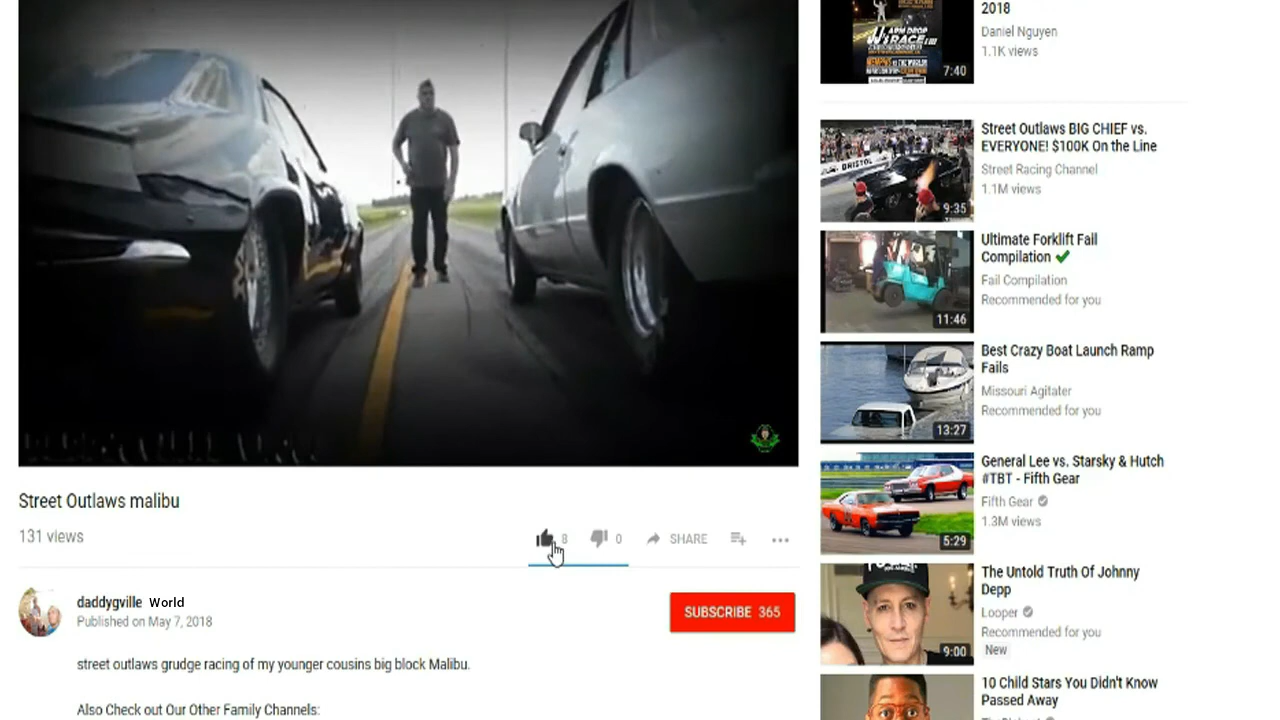 2018
Daniel Nguyen
1.1K views
ARM DROP
RACE
7:40
Street Outlaws BIG CHIEF vs.
EVERYONE! $100K On the Line
Street Racing Channel
1.1M views
BRISTOL
9:35
Ultimate Forklift Fail
Compilation ✔
Fail Compilation
Recommended for you
11:46
Best Crazy Boat Launch Ramp
Fails
Missouri Agitater
Recommended for you
13:27
General Lee vs. Starsky & Hutch
#TBT - Fifth Gear
Fifth Gear
1.3M views
5:29
The Untold Truth Of Johnny
Depp
Looper
Recommended for you
New
9:00
10 Child Stars You Didn't Know
Passed Away
Street Outlaws malibu
131 views
8 0 SHARE
daddygville World
Published on May 7, 2018
SUBSCRIBE 365
street outlaws grudge racing of my younger cousins big block Malibu.
Also Check out Our Other Family Channels: